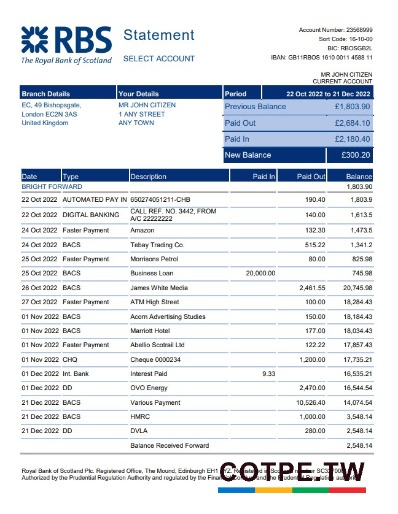 RBS
The Royal Bank of Scotland
Statement
SELECT ACCOUNT
Account Number: 23568999
Sort Code: 16-10-00
BIC: RBOSGB2L
IBAN: GB11RBOS 1610 0011 4588 11
MR JOHN CITIZEN
CURRENT ACCOUNT
Branch Details Your Details Period 22 Oct 2022 to 21 Dec 2022
EC, 49 Bishopsgate, MR JOHN CITIZEN Previous Balance £1,803.90
London EC2N 3AS 1 ANY STREET
United Kingdom ANY TOWN Paid Out £2,684.10
Paid In £2,180.40
New Balance £300.20
Date Type Description Paid In Paid Out Balance
BRIGHT FORWARD 1,803.90
22 Oct 2022 AUTOMATED PAY IN 650274051211-CHB 190.40 1,803.9
22 Oct 2022 DIGITAL BANKING CALL REF. NO. 3442, FROM A/C 22222222 140.00 1,613.5
24 Oct 2022 Faster Payment Amazon 132.30 1,473.5
24 Oct 2022 BACS Tebay Trading Co. 515.22 1,341.2
25 Oct 2022 Faster Payment Morrisons Petrol 80.00 825.98
25 Oct 2022 BACS Business Loan 20,000.00 745.98
26 Oct 2022 BACS James White Media 2,461.55 20,745.98
27 Oct 2022 Faster Payment ATM High Street 100.00 18,284.43
01 Nov 2022 BACS Acorn Advertising Studies 150.00 18,184.43
01 Nov 2022 BACS Marriott Hotel 177.00 18,034.43
01 Nov 2022 Faster Payment Abellio Scotrail Ltd 122.22 17,857.43
01 Nov 2022 CHQ Cheque 0000234 1,200.00 17,735.21
01 Dec 2022 Int. Bank Interest Paid 9.33 16,535.21
01 Dec 2022 DD OVO Energy 2,470.00 16,544.54
21 Dec 2022 BACS Various Payment 10,526.40 14,074.54
21 Dec 2022 BACS HMRC 1,000.00 3,548.14
21 Dec 2022 DD DVLA 280.00 2,548.14
Balance Received Forward 2,548.14
Royal Bank of Scotland Plc. Registered Office, The Mound, Edinburgh EH1 in
Authorized by the Prudential Regulation Authority and regulated by the
COTPE.TW